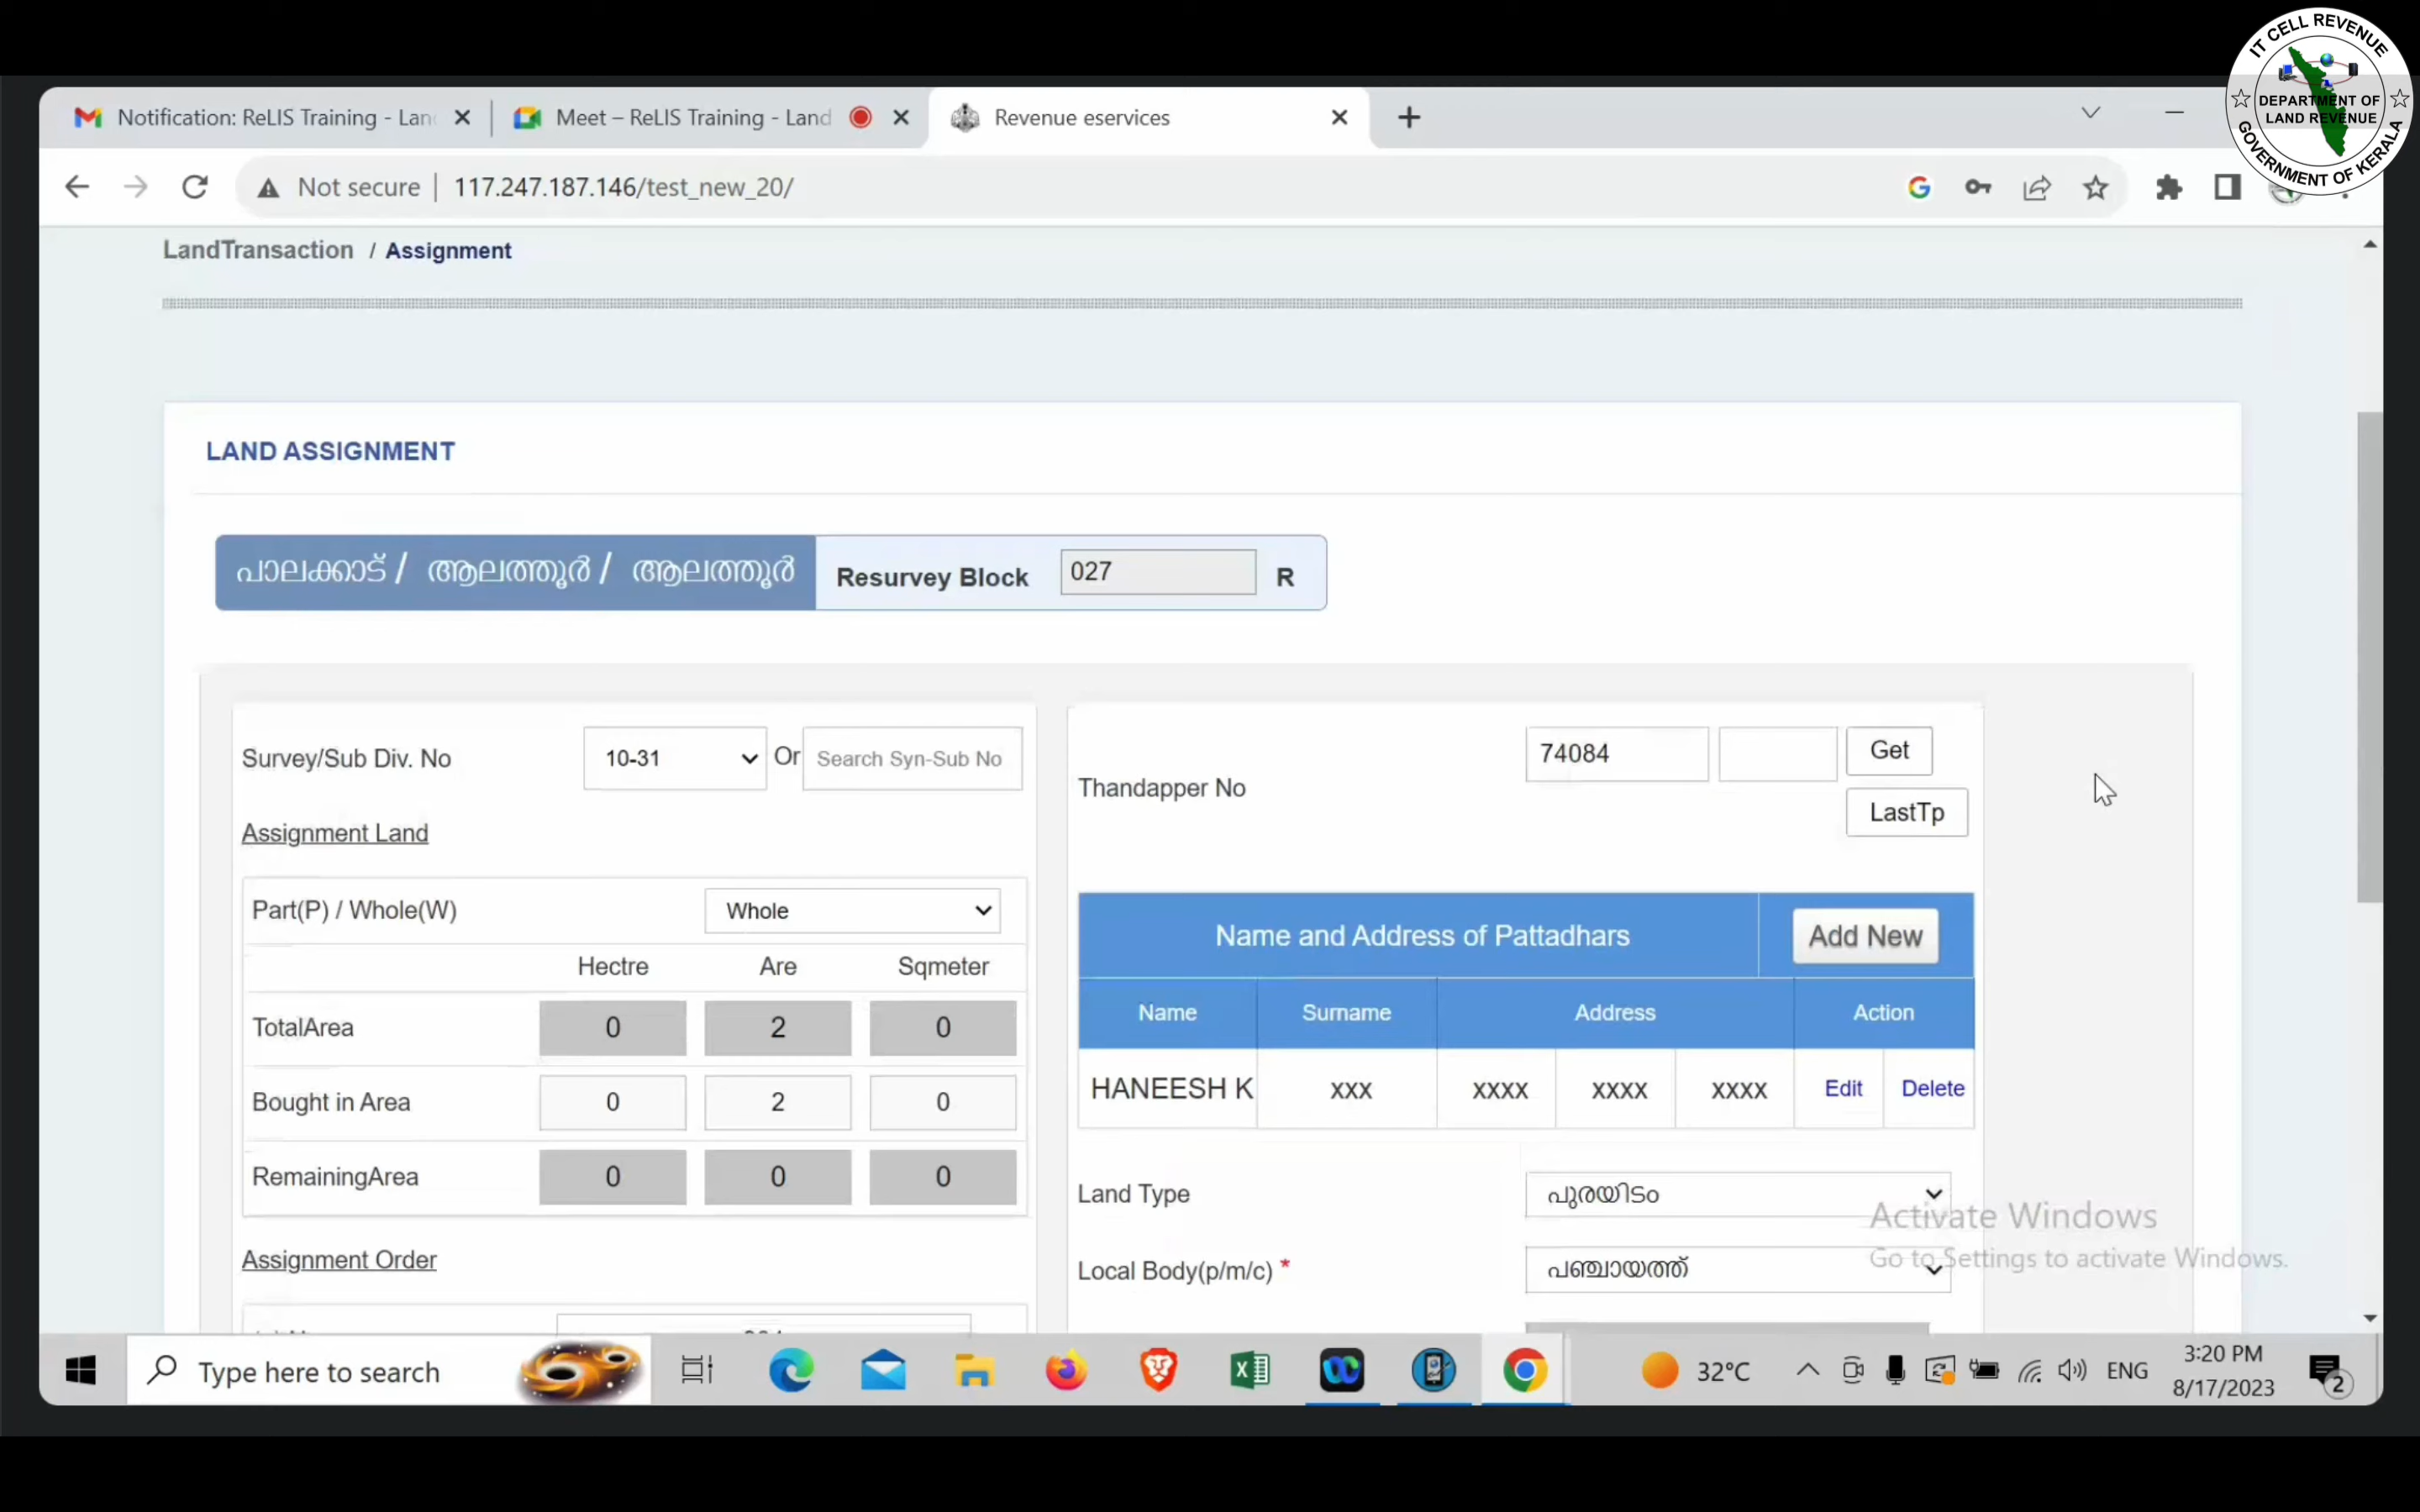 IT CELL REVENUE
DEPARTMENT OF
LAND REVENUE
GOVERNMENT OF KERALA
Notification: ReLIS Training - Lan
Meet – ReLIS Training - Land
Revenue eservices
Not secure
117.247.187.146/test_new_20/
LandTransaction / Assignment
LAND ASSIGNMENT
പാലക്കാട് / ആലത്തൂർ / ആലത്തൂർ
Resurvey Block 027 R
Survey/Sub Div. No 10-31 Or Search Syn-Sub No
Assignment Land
Part(P) / Whole(W) Whole
Hectre Are Sqmeter
TotalArea 0 2 0
Bought in Area 0 2 0
RemainingArea 0 0 0
Assignment Order
Thandapper No 74084 Get
LastTp
Name and Address of Pattadhars Add New
Name Surname Address Action
HANEESH K xxx xxxx xxxx xxxx Edit Delete
Land Type പുരയിടം
Local Body(p/m/c) * പഞ്ചായത്ത്
Activate Windows
Go to Settings to activate Windows.
Type here to search
32°C
ENG
3:20 PM
8/17/2023
2